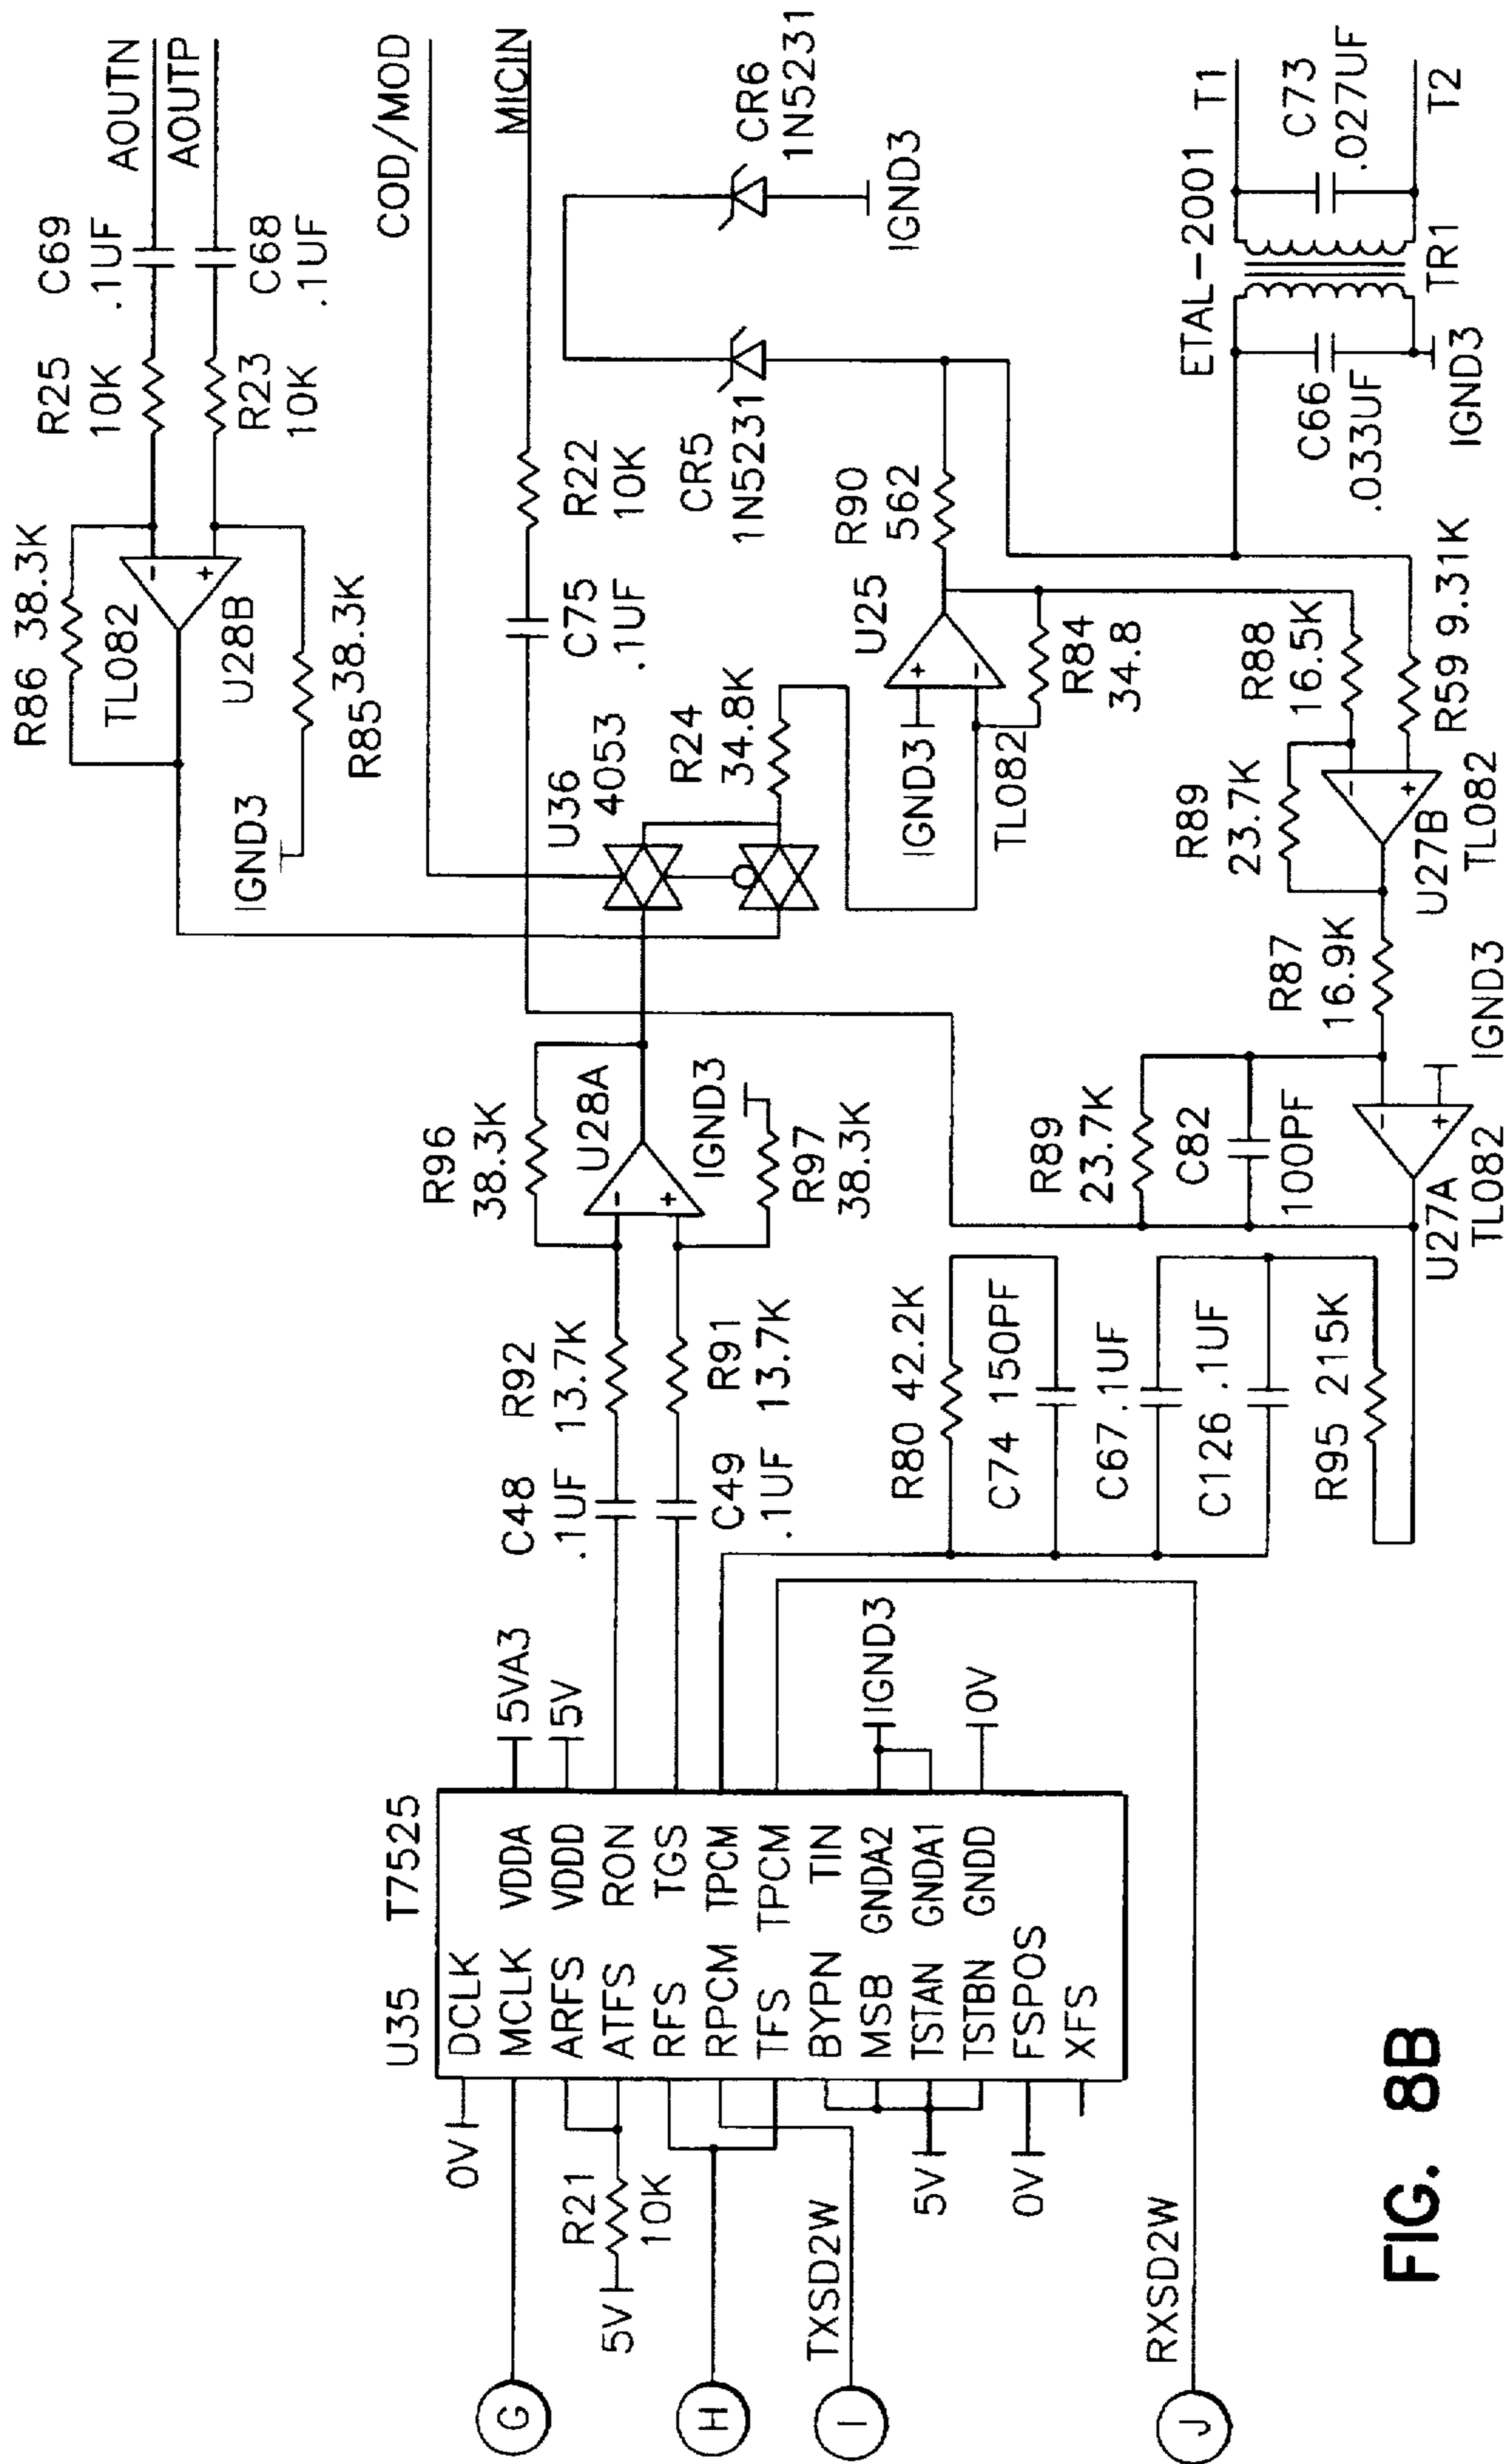 U35 T7525
DCLK
MCLK VDDA
ARFS VDDD
ATFS RON
RFS TGS
RPCM TPCM
TFS TPCM
BYPN TIN
MSB GNDA2
TSTAN GNDA1
TSTBN GNDD
FSPOS
XFS
0V
G
R21
10K
5V
H
I
TXSD2W
5V
0V
J
RXSD2W
5VA3
5V
IGND3
0V
C48 R92
.1UF 13.7K
C49 R91
.1UF 13.7K
R96
38.3K
U28A
IGND3
R97
38.3K
R80 42.2K
C74 150PF
C67 .1UF
C126 .1UF
R95 215K
R89
23.7K
C82
100PF
U27A
TL082
IGND3
R87
16.9K
R89
23.7K
U27B
TL082
R88
16.5K
R59 9.31K
R86 38.3K
TL082
U28B
R85 38.3K
IGND3
R25 C69
10K .1UF
R23 C68
10K .1UF
AOUTN
AOUTP
COD/MOD
MICIN
U36
4053
R24
34.8K
C75
.1UF
R22
10K
IGND3
TL082
U25
R84
34.8
R90
562
CR5
1N5231
CR6
1N5231
IGND3
ETAL-2001 T1
C73
.027UF
T2
TR1
C66
.033UF
IGND3
- + - + + - - + - +
FIG. 8B